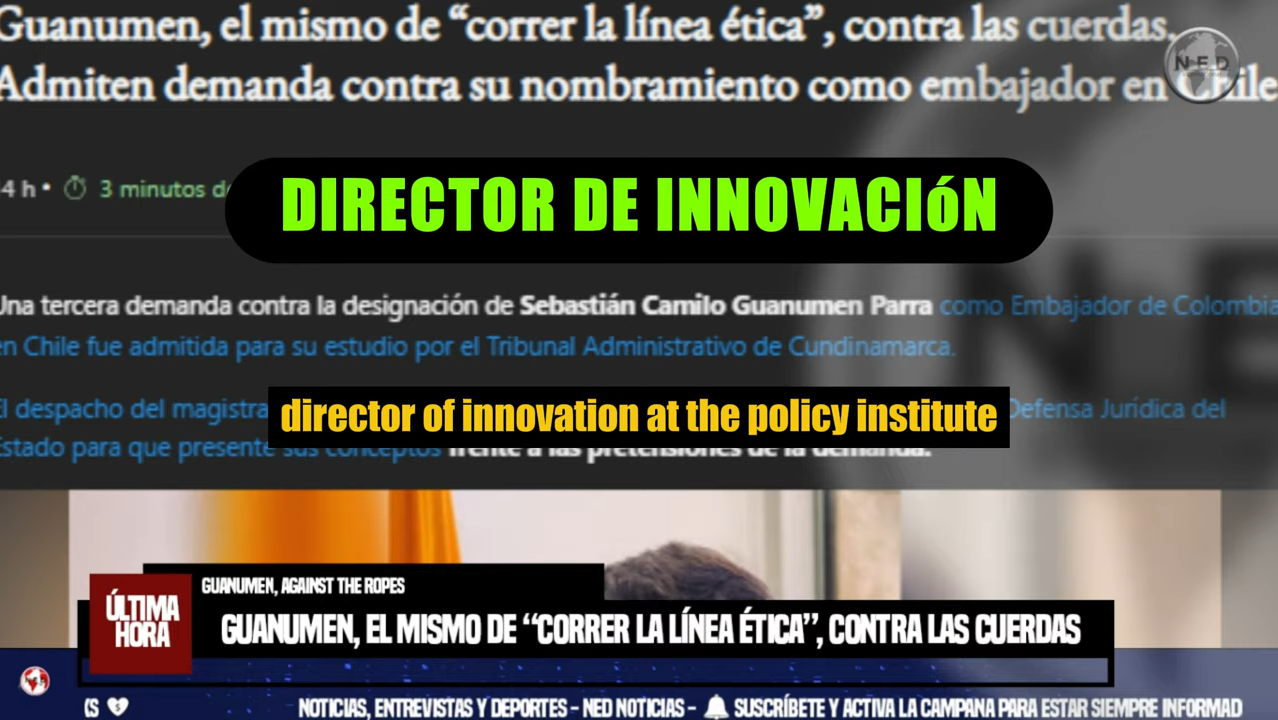 Guanumen, el mismo de “correr la línea ética”, contra las cuerdas.
NED
Admiten demanda contra su nombramiento como embajador en Chile
4 h • 3 minutos
DIRECTOR DE INNOVACIóN
Una tercera demanda contra la designación de Sebastián Camilo Guanumen Parra como Embajador de Colombia
en Chile fue admitida para su estudio por el Tribunal Administrativo de Cundinamarca.
El despacho del Defensa Jurídica del
director of innovation at the policy institute
Estado para que presente sus conceptos frente a las pretensiones de la demanda.
GUANUMEN, AGAINST THE ROPES
ÚLTIMA
HORA
GUANUMEN, EL MISMO DE “CORRER LA LÍNEA ÉTICA”, CONTRA LAS CUERDAS
NOTICIAS, ENTREVISTAS Y DEPORTES - NED NOTICIAS - SUSCRÍBETE Y ACTIVA LA CAMPANA PARA ESTAR SIEMPRE INFORMAD